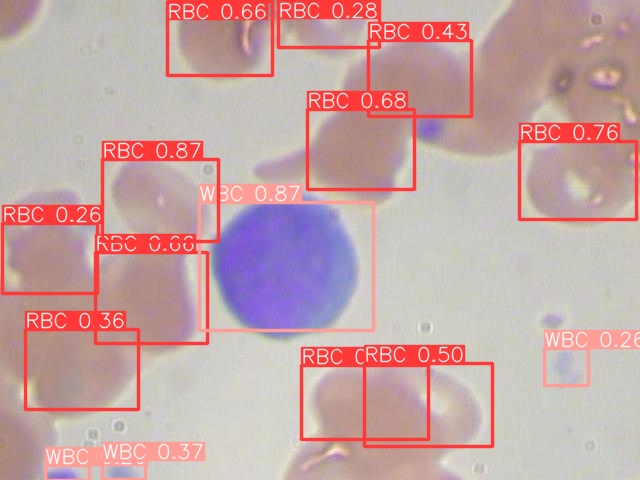 RBC 0.66
RBC 0.28
RBC 0.43
RBC 0.68
RBC 0.76
RBC 0.87
WBC 0.87
RBC 0.26
RBC 0.66
RBC 0.36
RBC
RBC 0.50
WBC 0.26
WBC
WBC 0.37